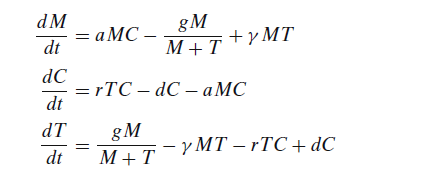 dM/dt = aMC − gM/(M + T) + γMT
dC/dt = rTC − dC − aMC
dT/dt = gM/(M + T) − γMT − rTC + dC